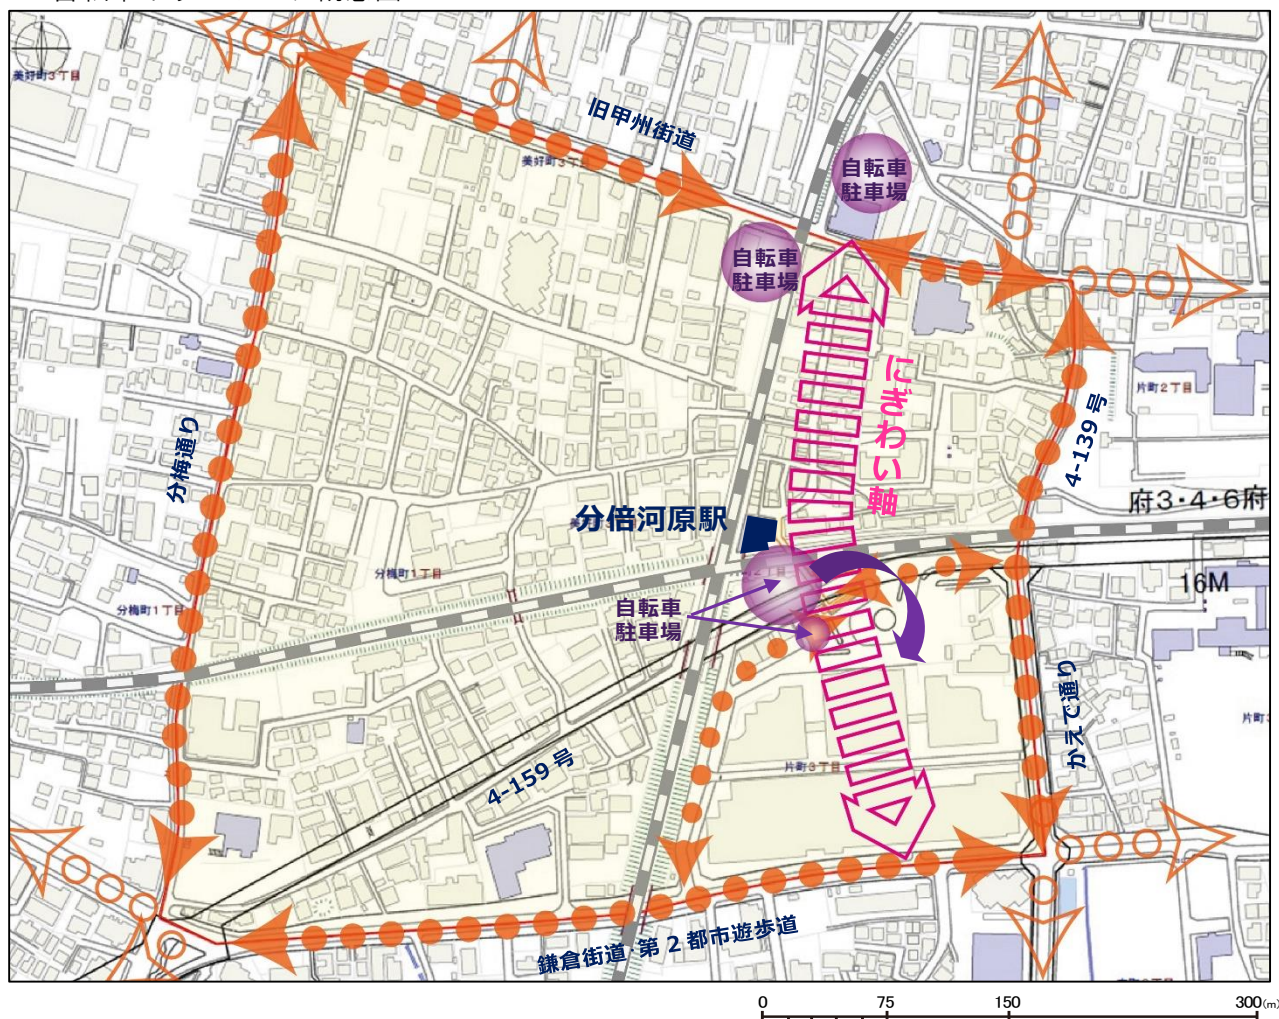 美好町3丁目
旧甲州街道
美好町3丁目
自転車
駐車場
自転車
駐車場
にぎわい軸
片町2丁目
4-139号
分梅通り
府3・4・6府
分倍河原駅
分梅町1丁目
16M
分梅町1丁目
自転車
駐車場
かえで通り
片町3丁目
4-159号
鎌倉街道・第2都市遊歩道
0 75 150 300(m)